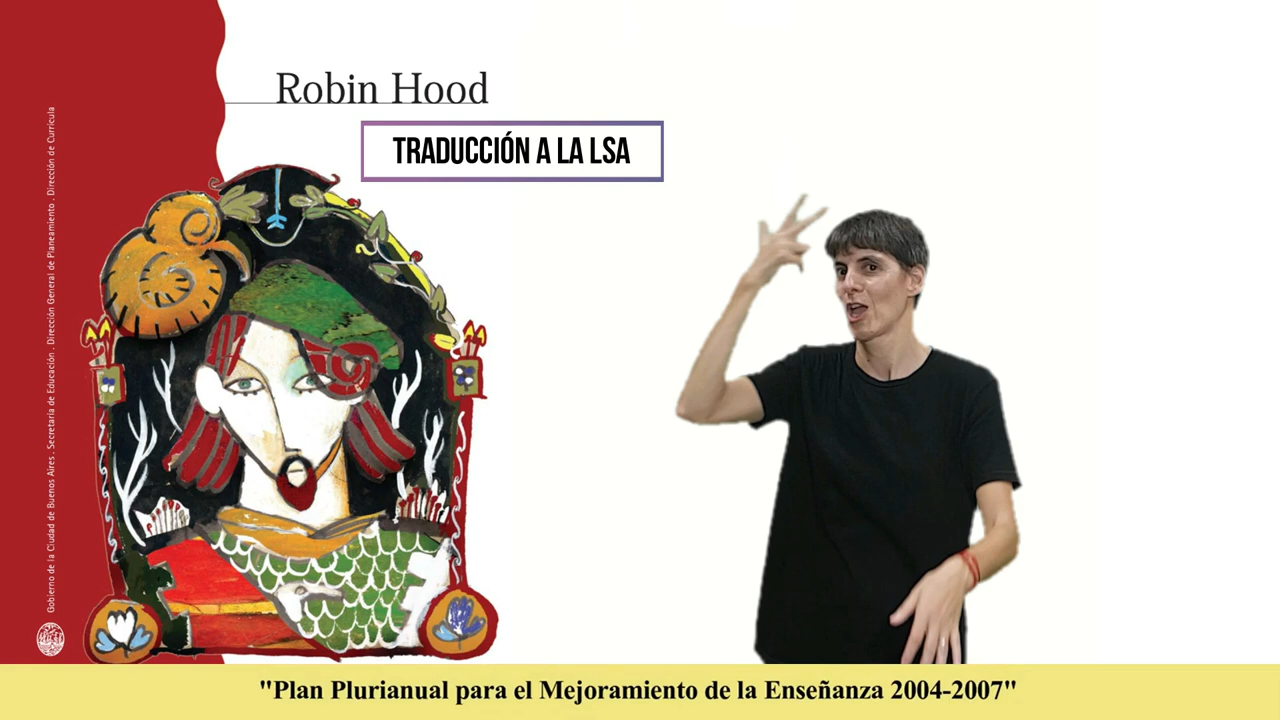 Robin Hood
TRADUCCIÓN A LA LSA
Gobierno de la Ciudad de Buenos Aires . Secretaría de Educación . Dirección General de Planeamiento . Dirección de Currícula
"Plan Plurianual para el Mejoramiento de la Enseñanza 2004-2007"